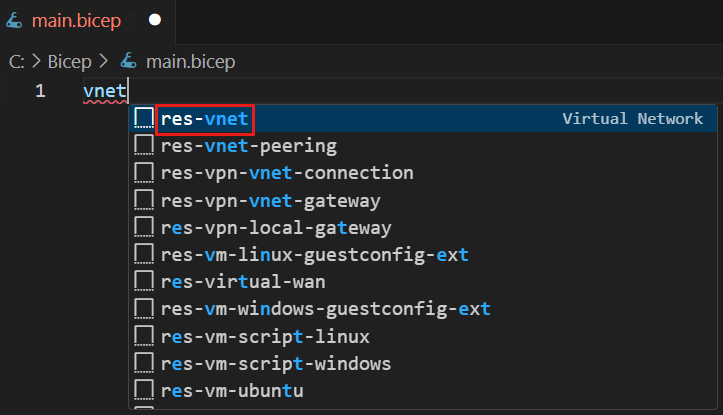 main.bicep
C: > Bicep > main.bicep
1 vnet
res-vnet Virtual Network
res-vnet-peering
res-vpn-vnet-connection
res-vpn-vnet-gateway
res-vpn-local-gateway
res-vm-linux-guestconfig-ext
res-virtual-wan
res-vm-windows-guestconfig-ext
res-vm-script-linux
res-vm-script-windows
res-vm-ubuntu